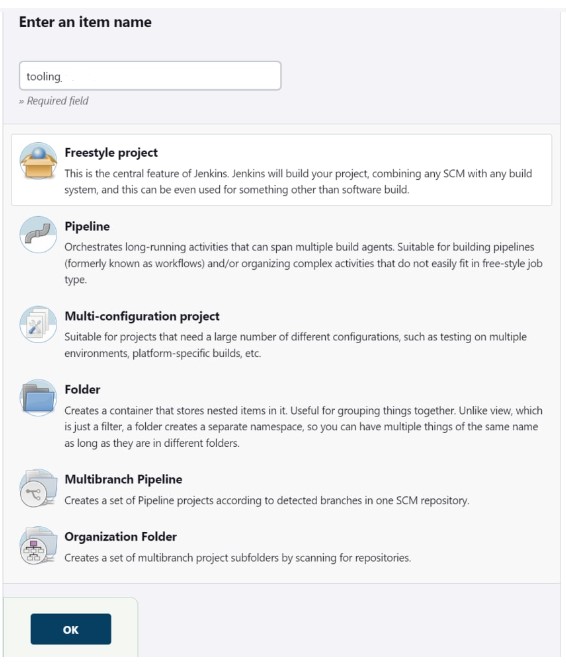 Enter an item name
tooling
» Required field
Freestyle project
This is the central feature of Jenkins. Jenkins will build your project, combining any SCM with any build
system, and this can be even used for something other than software build.
Pipeline
Orchestrates long-running activities that can span multiple build agents. Suitable for building pipelines
(formerly known as workflows) and/or organizing complex activities that do not easily fit in free-style job
type.
Multi-configuration project
Suitable for projects that need a large number of different configurations, such as testing on multiple
environments, platform-specific builds, etc.
Folder
Creates a container that stores nested items in it. Useful for grouping things together. Unlike view, which
is just a filter, a folder creates a separate namespace, so you can have multiple things of the same name
as long as they are in different folders.
Multibranch Pipeline
Creates a set of Pipeline projects according to detected branches in one SCM repository.
Organization Folder
Creates a set of multibranch project subfolders by scanning for repositories.
OK